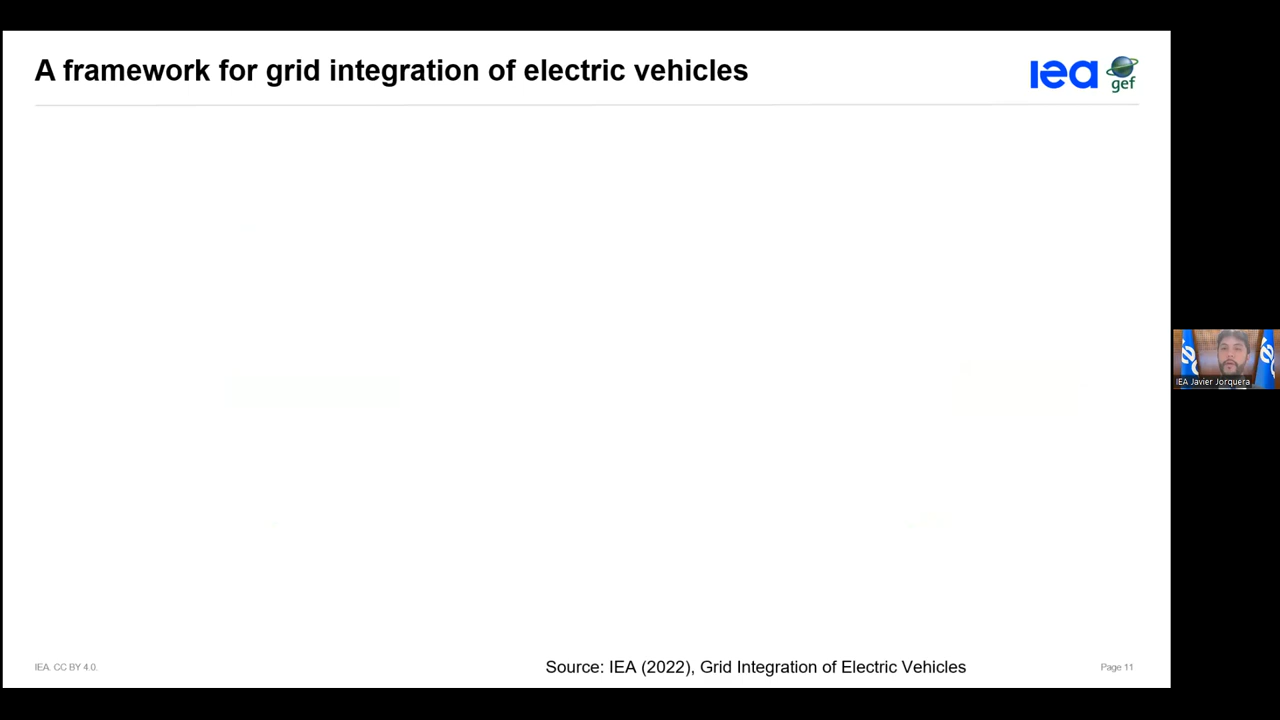 A framework for grid integration of electric vehicles
iea gef
IEA Javier Jorquera
IEA. CC BY 4.0.
Source: IEA (2022), Grid Integration of Electric Vehicles
Page 11